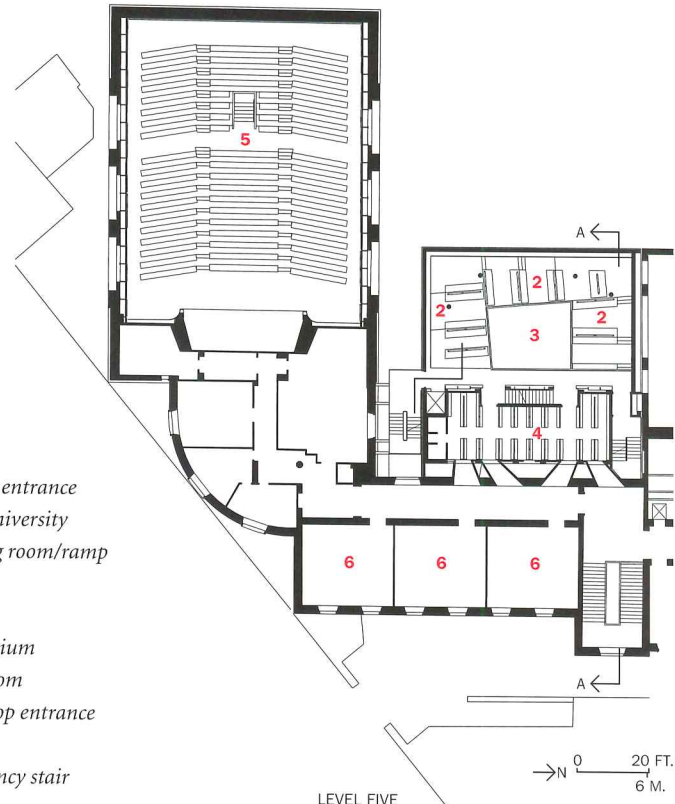 5
A
2
2
2
3
4
entrance
niversity
g room/ramp
6 6 6
ium
om
op entrance
A
ncy stair
N 0 20 FT.
6 M.
LEVEL FIVE